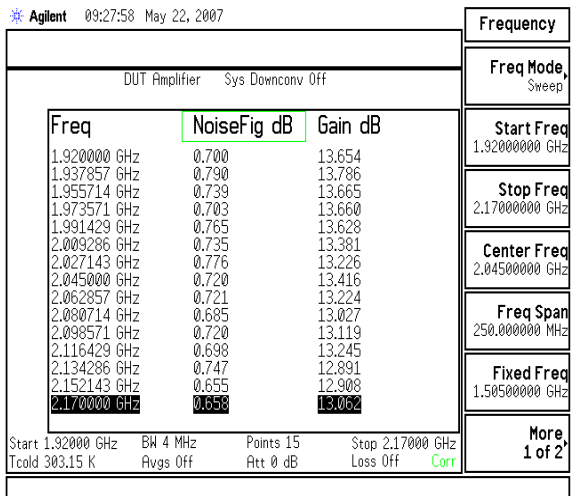 Agilent 09:27:58 May 22, 2007
Frequency
Freq Mode
Sweep
DUT Amplifier Sys Downconv Off
Freq NoiseFig dB Gain dB
1.920000 GHz 0.700 13.654
1.937857 GHz 0.790 13.786
1.955714 GHz 0.739 13.665
1.973571 GHz 0.703 13.660
1.991429 GHz 0.765 13.628
2.009286 GHz 0.735 13.381
2.027143 GHz 0.776 13.226
2.045000 GHz 0.720 13.416
2.062857 GHz 0.721 13.224
2.080714 GHz 0.685 13.027
2.098571 GHz 0.720 13.119
2.116429 GHz 0.698 13.245
2.134286 GHz 0.747 12.891
2.152143 GHz 0.655 12.908
2.170000 GHz 0.658 13.062
Start 1.92000 GHz BW 4 MHz Points 15 Stop 2.17000 GHz
Tcold 303.15 K Avgs Off Att 0 dB Loss Off Corr
Start Freq
1.92000000 GHz
Stop Freq
2.17000000 GHz
Center Freq
2.04500000 GHz
Freq Span
250.000000 MHz
Fixed Freq
1.50500000 GHz
More
1 of 2